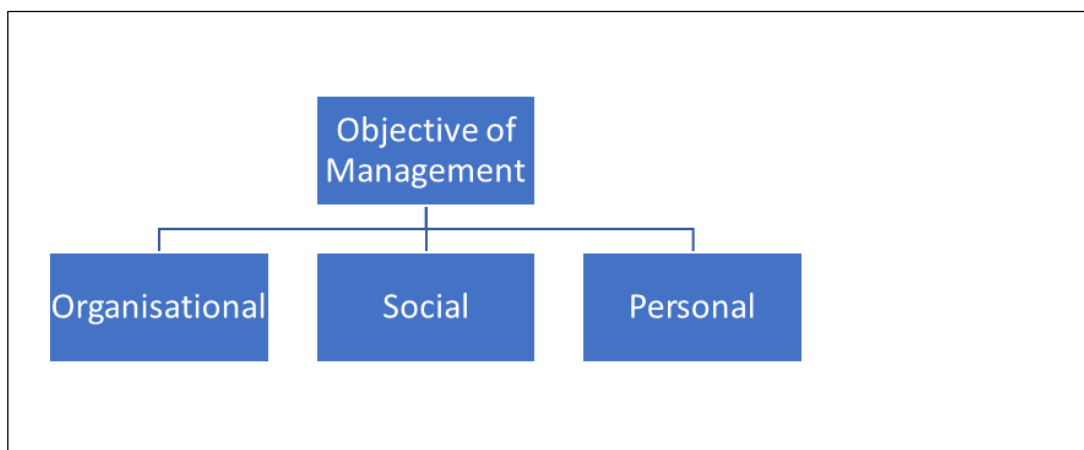 Objective of
Management
Organisational
Social
Personal